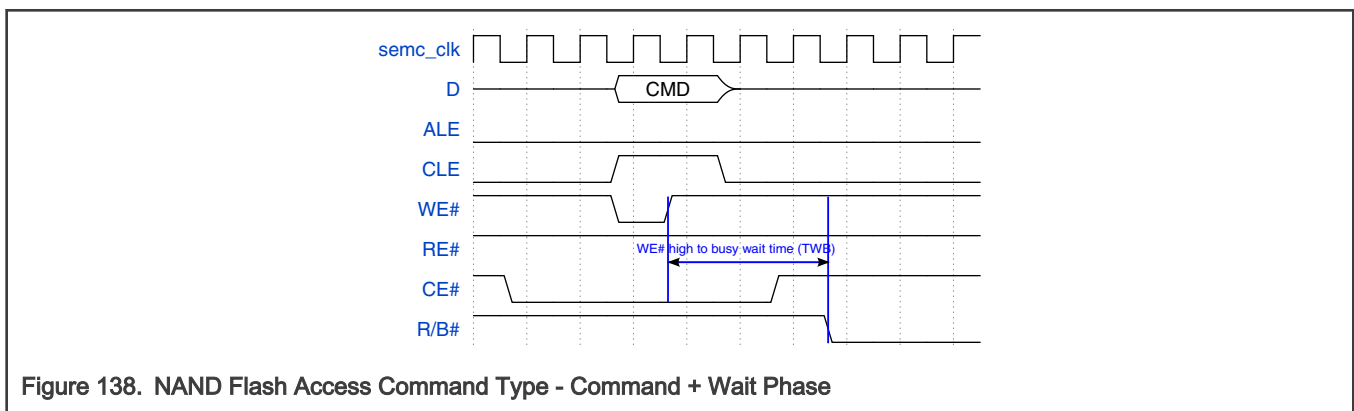 semc_clk
D
CMD
ALE
CLE
WE#
RE#
WE# high to busy wait time (TWB)
CE#
R/B#
Figure 138. NAND Flash Access Command Type - Command + Wait Phase